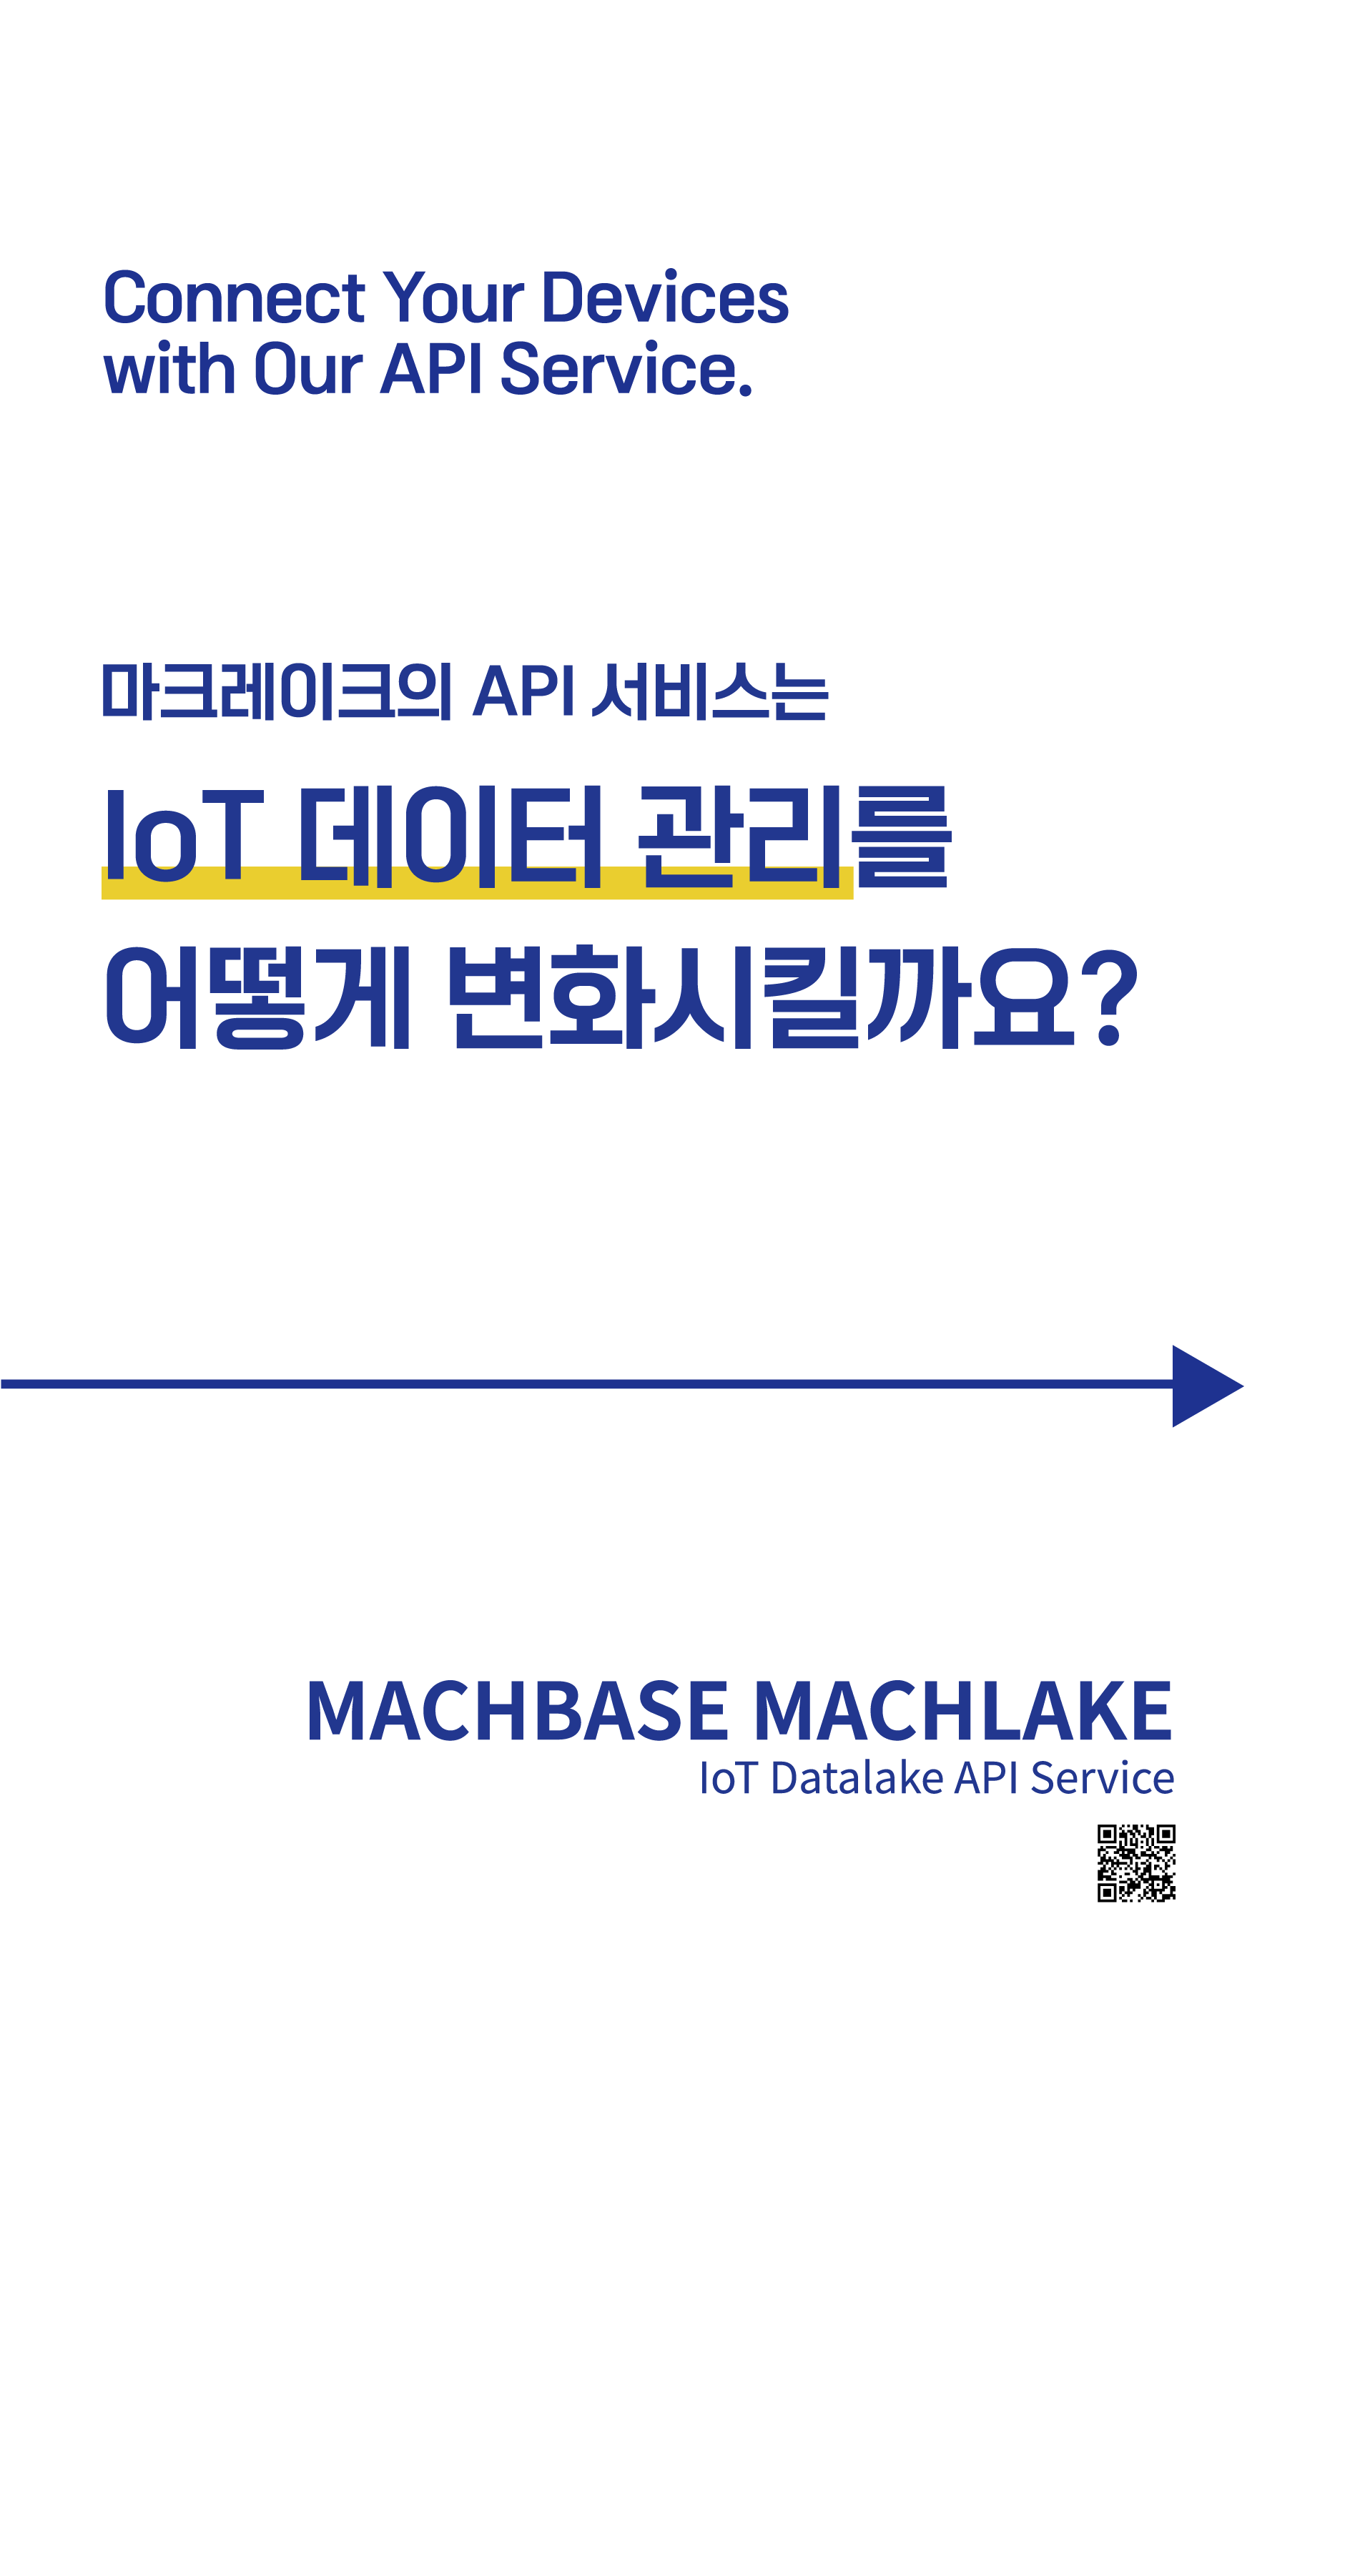 Connect Your Devices
with Our API Service.
마크레이크의 API 서비스는
IoT 데이터 관리를
어떻게 변화시킬까요?
MACHBASE MACHLAKE
IoT Datalake API Service